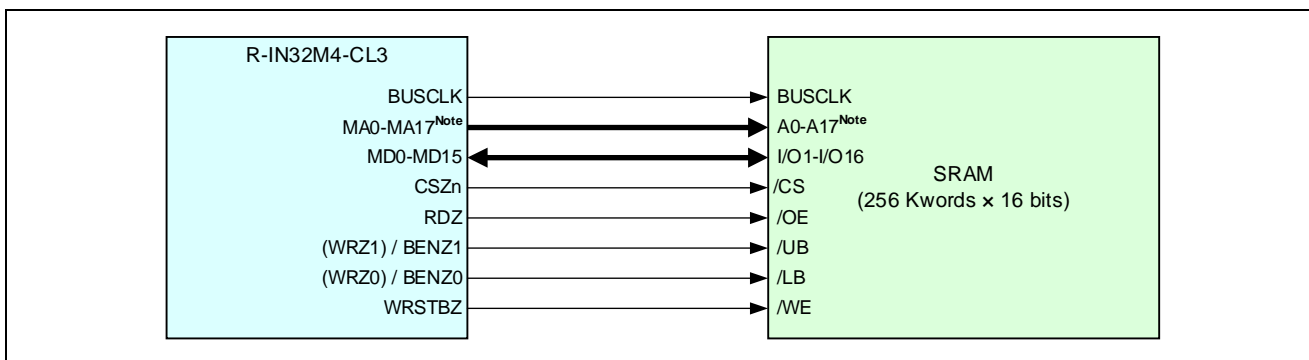 R-IN32M4-CL3
BUSCLK
MA0-MA17Note
MD0-MD15
CSZn
RDZ
(WRZ1) / BENZ1
(WRZ0) / BENZ0
WRSTBZ
BUSCLK
A0-A17Note
I/O1-I/O16
/CS
/OE
/UB
/LB
/WE
SRAM
(256 Kwords × 16 bits)